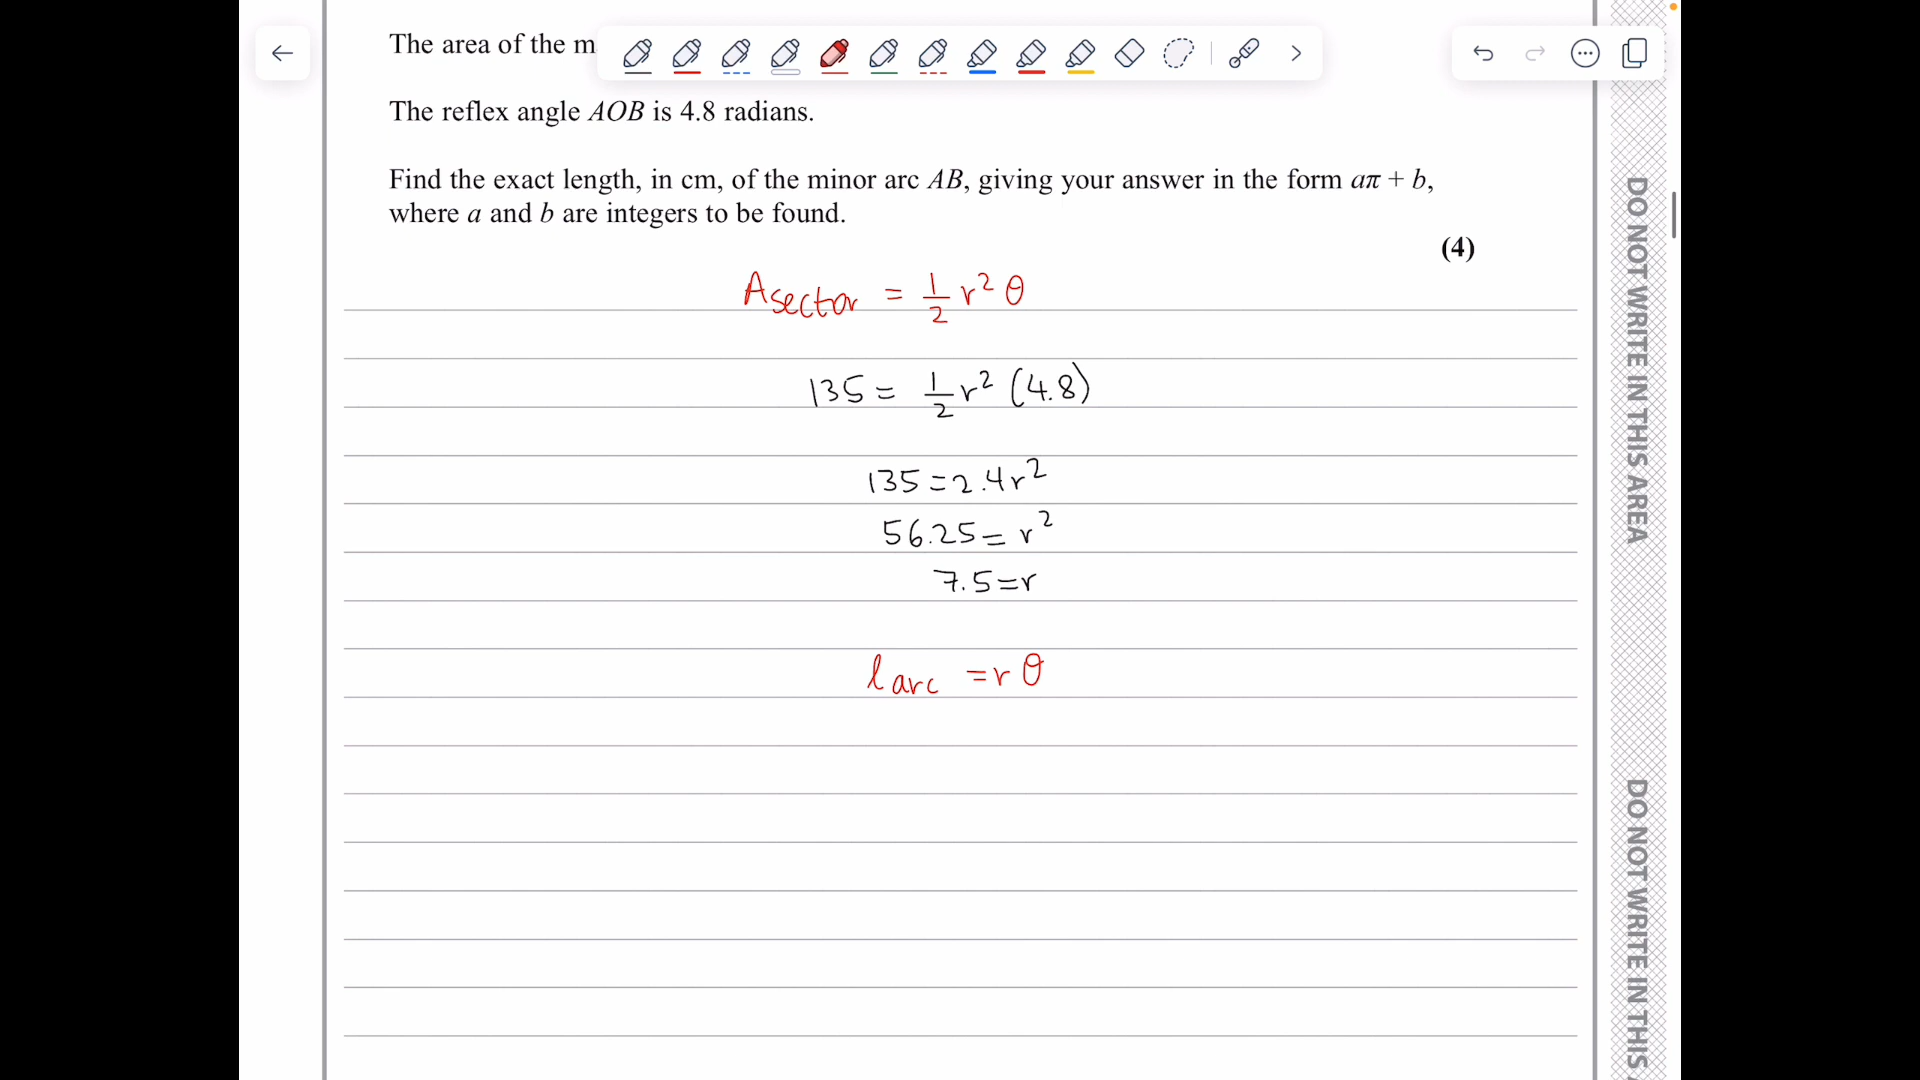 The area of the m
The reflex angle AOB is 4.8 radians.
Find the exact length, in cm, of the minor arc AB, giving your answer in the form aπ + b,
where a and b are integers to be found.
(4)
A sector = 1/2 r² θ
135 = 1/2 r² (4.8)
135 = 2.4r²
56.25 = r²
7.5 = r
l arc = r θ
DO NOT WRITE IN THIS AREA
DO NOT WRITE IN THIS